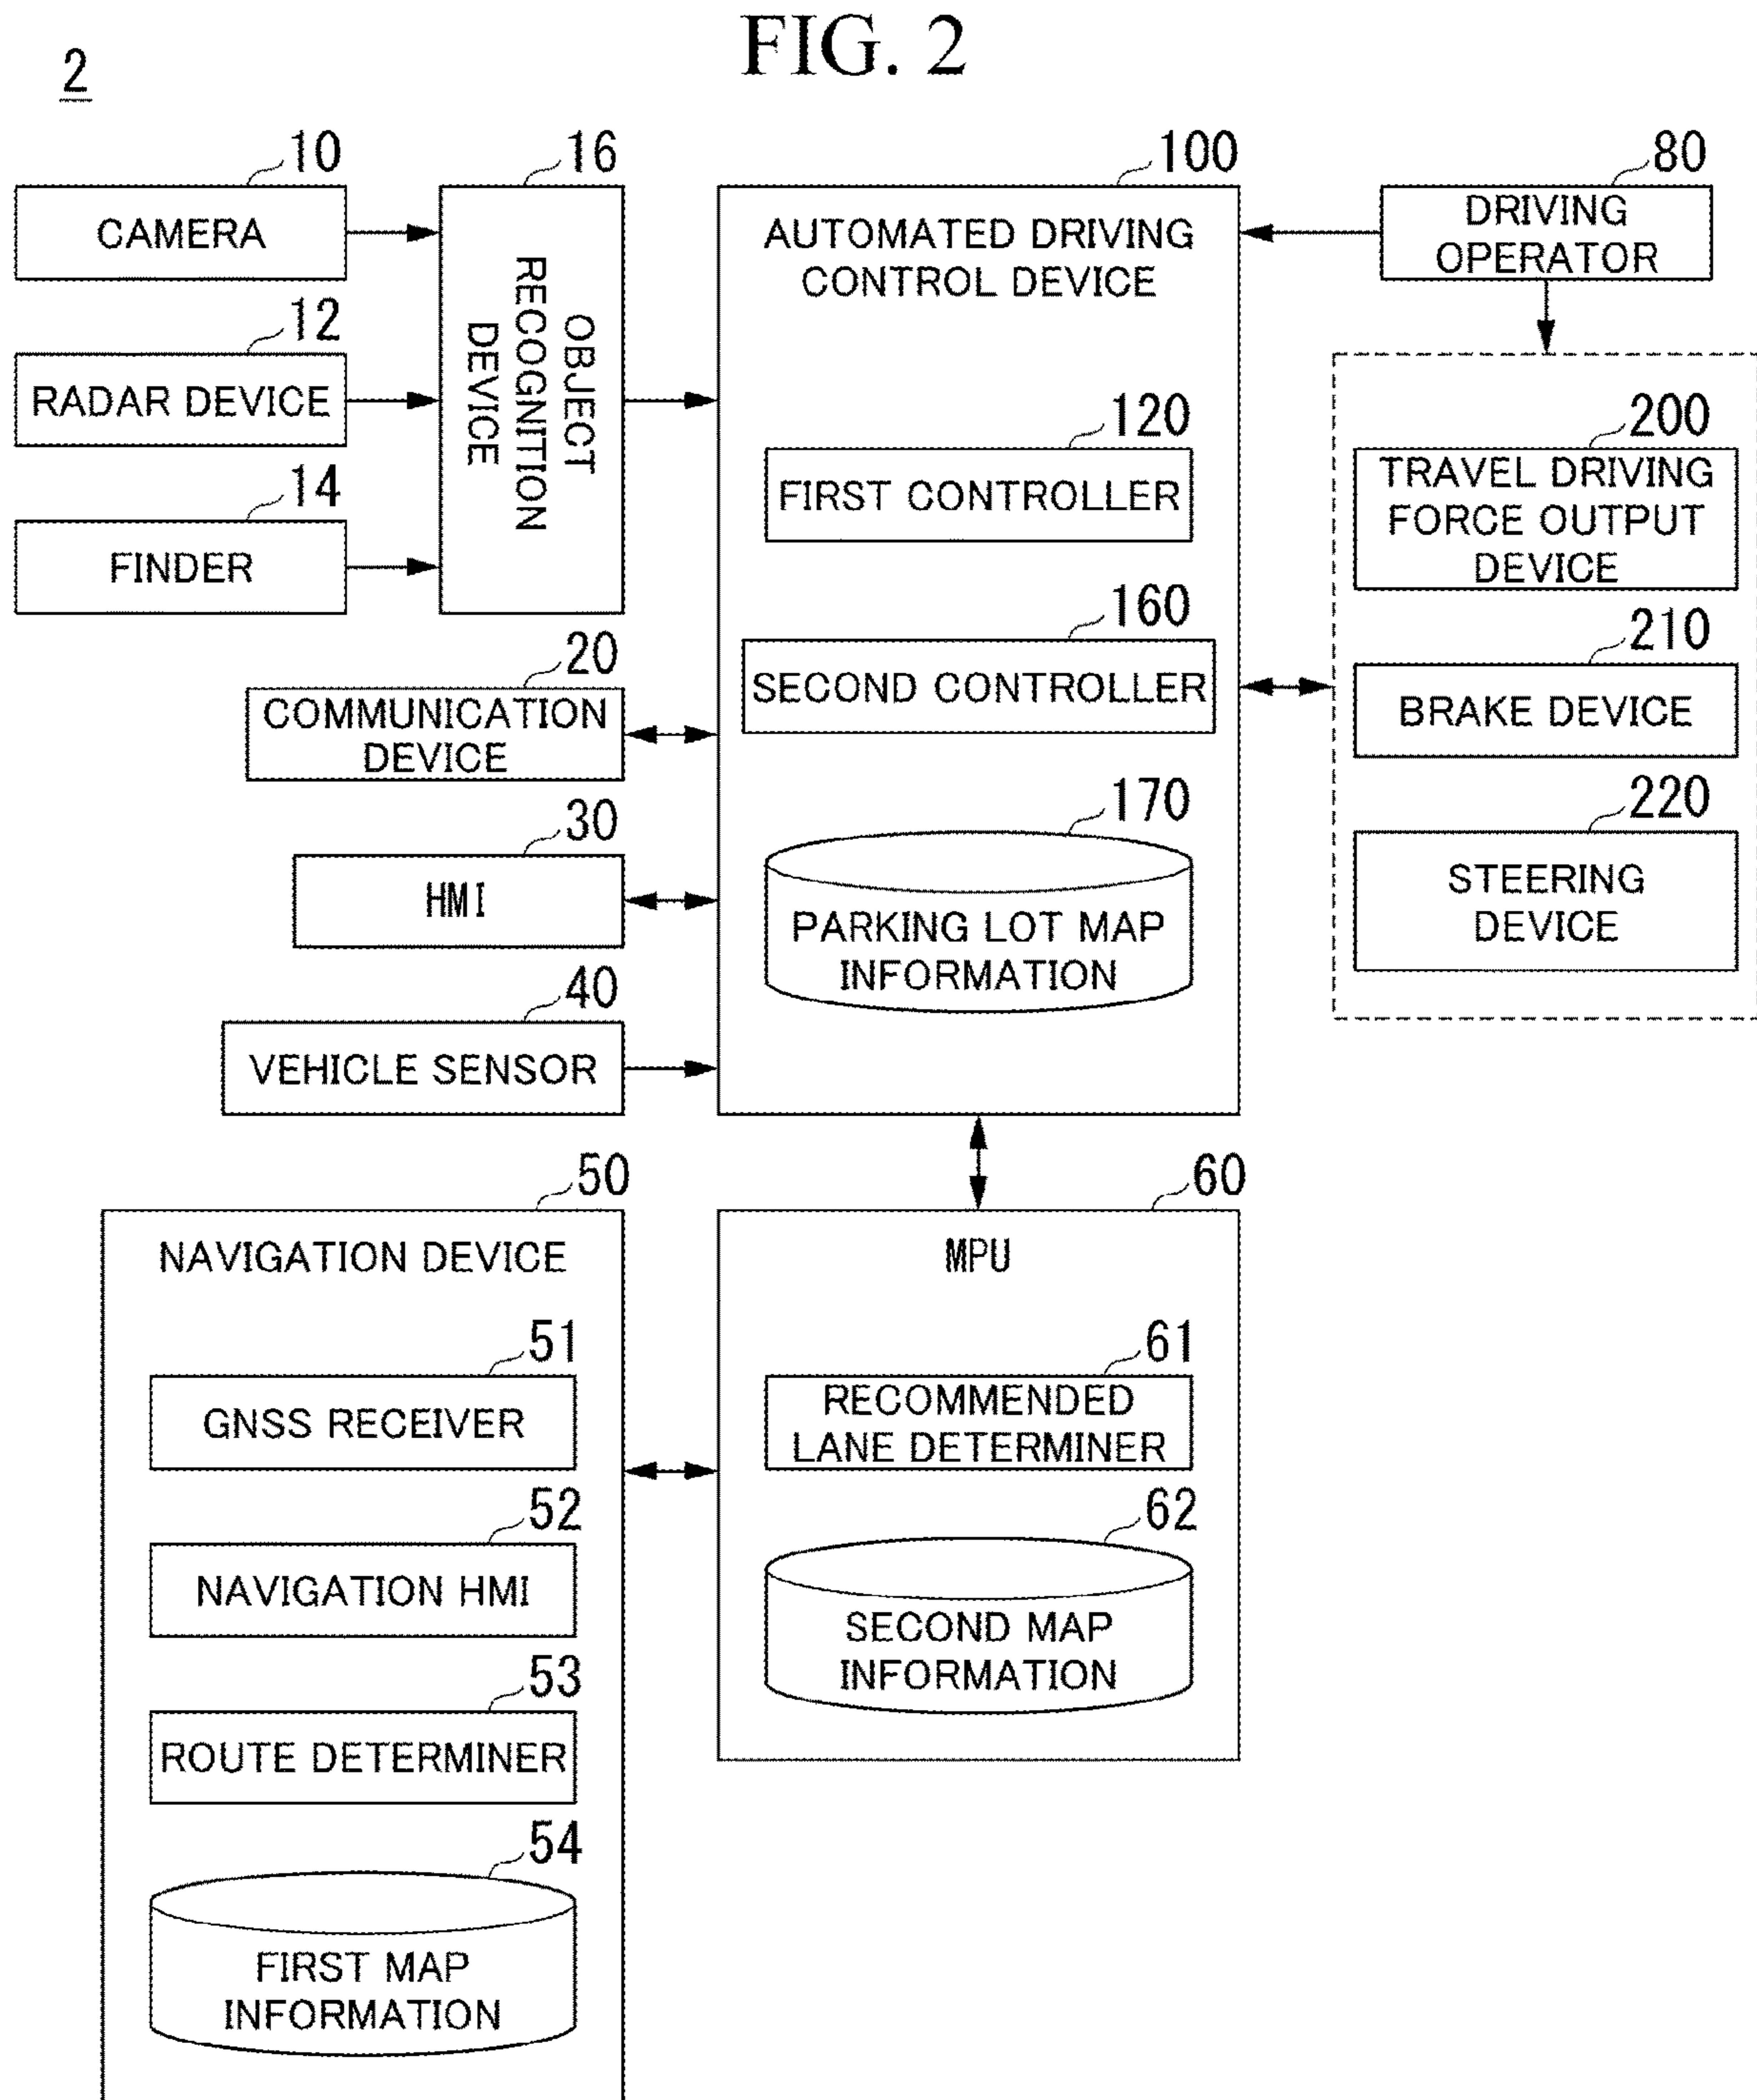 FIG. 2
2
10
CAMERA
12
RADAR DEVICE
14
FINDER
16
OBJECT
RECOGNITION
DEVICE
20
COMMUNICATION
DEVICE
30
HMI
40
VEHICLE SENSOR
100
AUTOMATED DRIVING
CONTROL DEVICE
120
FIRST CONTROLLER
160
SECOND CONTROLLER
170
PARKING LOT MAP
INFORMATION
80
DRIVING
OPERATOR
200
TRAVEL DRIVING
FORCE OUTPUT
DEVICE
210
BRAKE DEVICE
220
STEERING
DEVICE
50
NAVIGATION DEVICE
51
GNSS RECEIVER
52
NAVIGATION HMI
53
ROUTE DETERMINER
54
FIRST MAP
INFORMATION
60
MPU
61
RECOMMENDED
LANE DETERMINER
62
SECOND MAP
INFORMATION